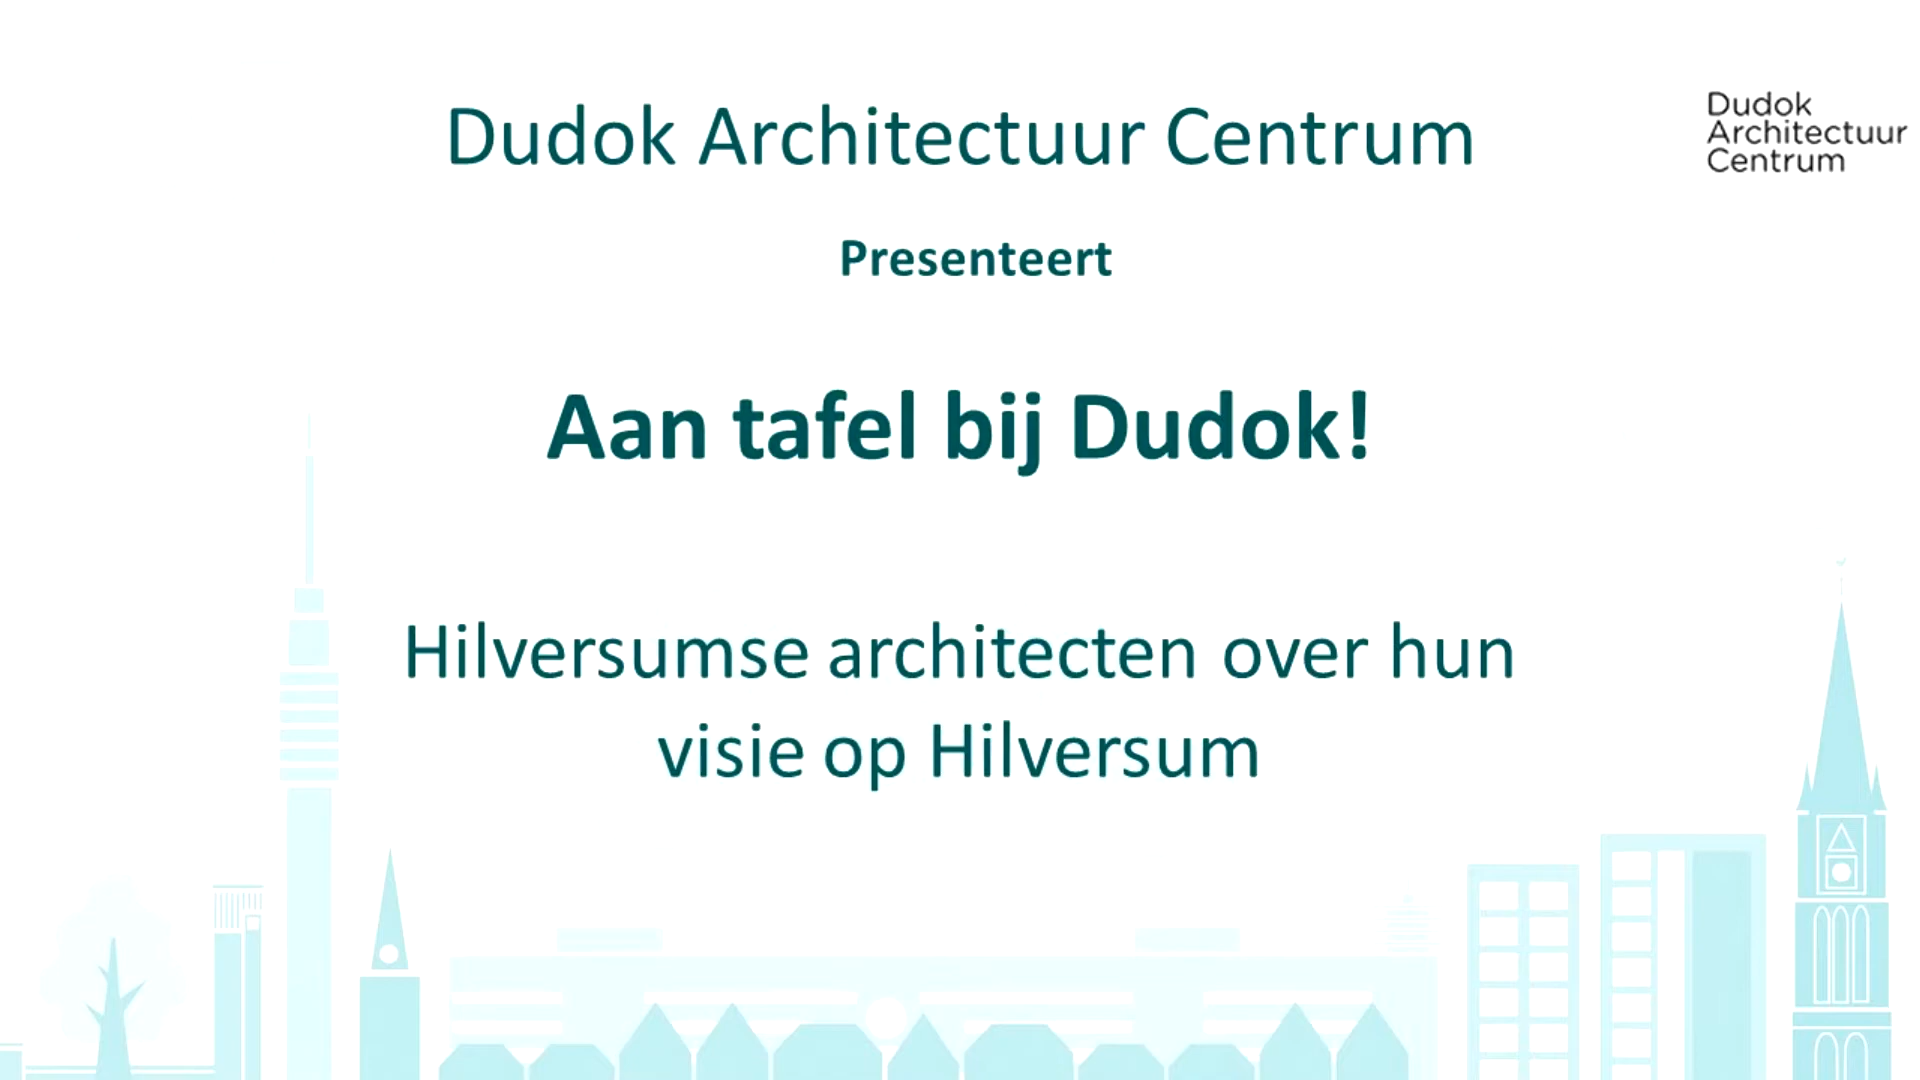 Dudok Architectuur Centrum
Dudok
Architectuur
Centrum
Presenteert
Aan tafel bij Dudok!
Hilversumse architecten over hun
visie op Hilversum